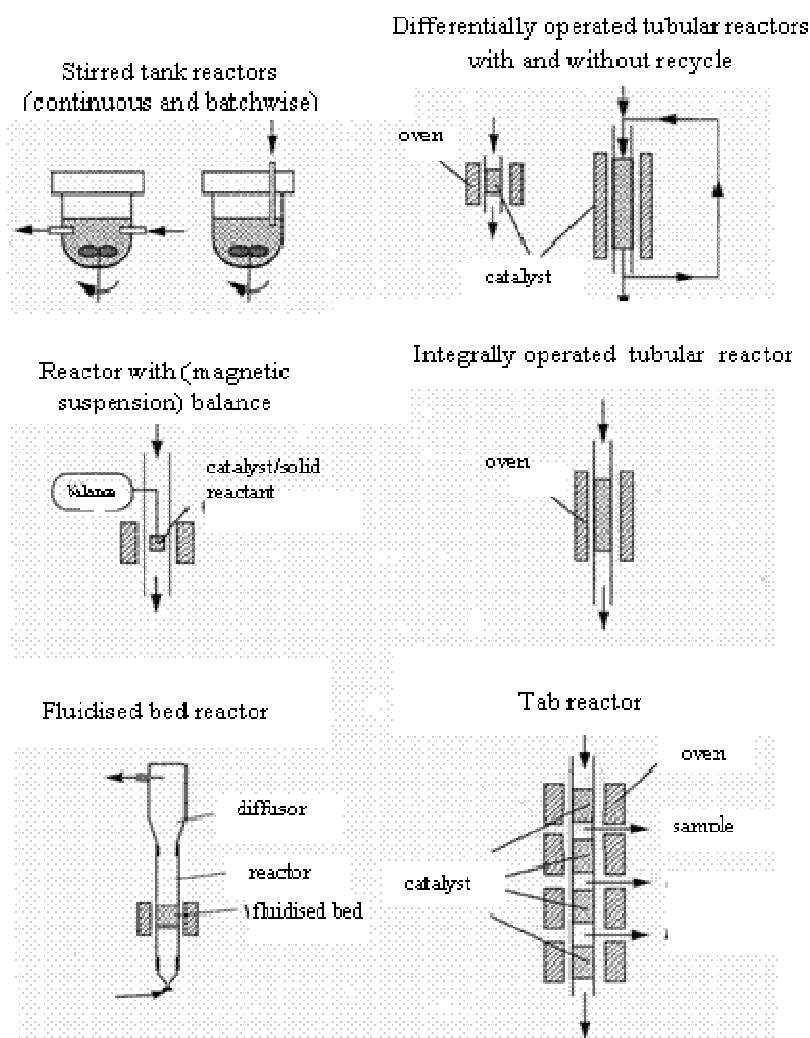 Stirred tank reactors
(continuous and batchwise)
Differentially operated tubular reactors
with and without recycle
oven
catalyst
Reactor with (magnetic
suspension) balance
Balance
catalyst/solid
reactant
Integrally operated tubular reactor
oven
Fluidised bed reactor
diffusor
reactor
fluidised bed
Tab reactor
oven
sample
catalyst